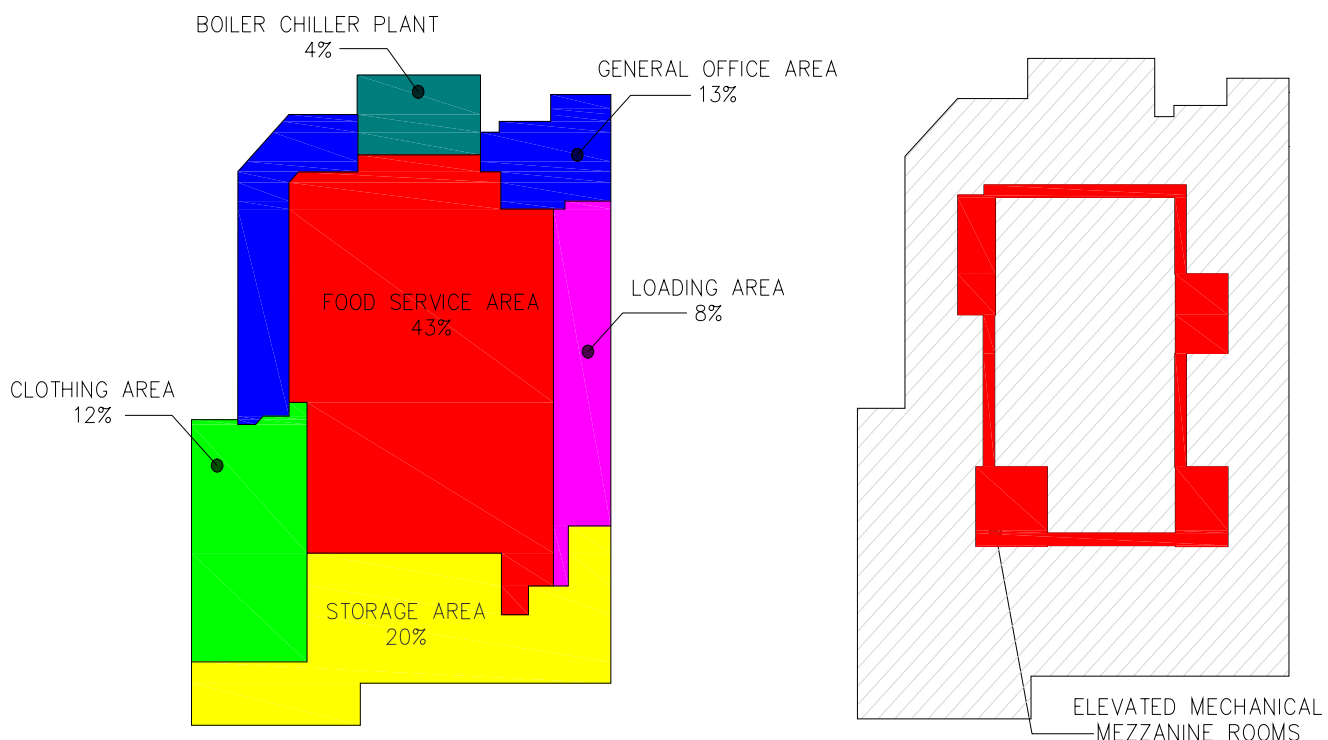 BOILER CHILLER PLANT
4%
GENERAL OFFICE AREA
13%
FOOD SERVICE AREA
43%
LOADING AREA
8%
CLOTHING AREA
12%
STORAGE AREA
20%
ELEVATED MECHANICAL
MEZZANINE ROOMS